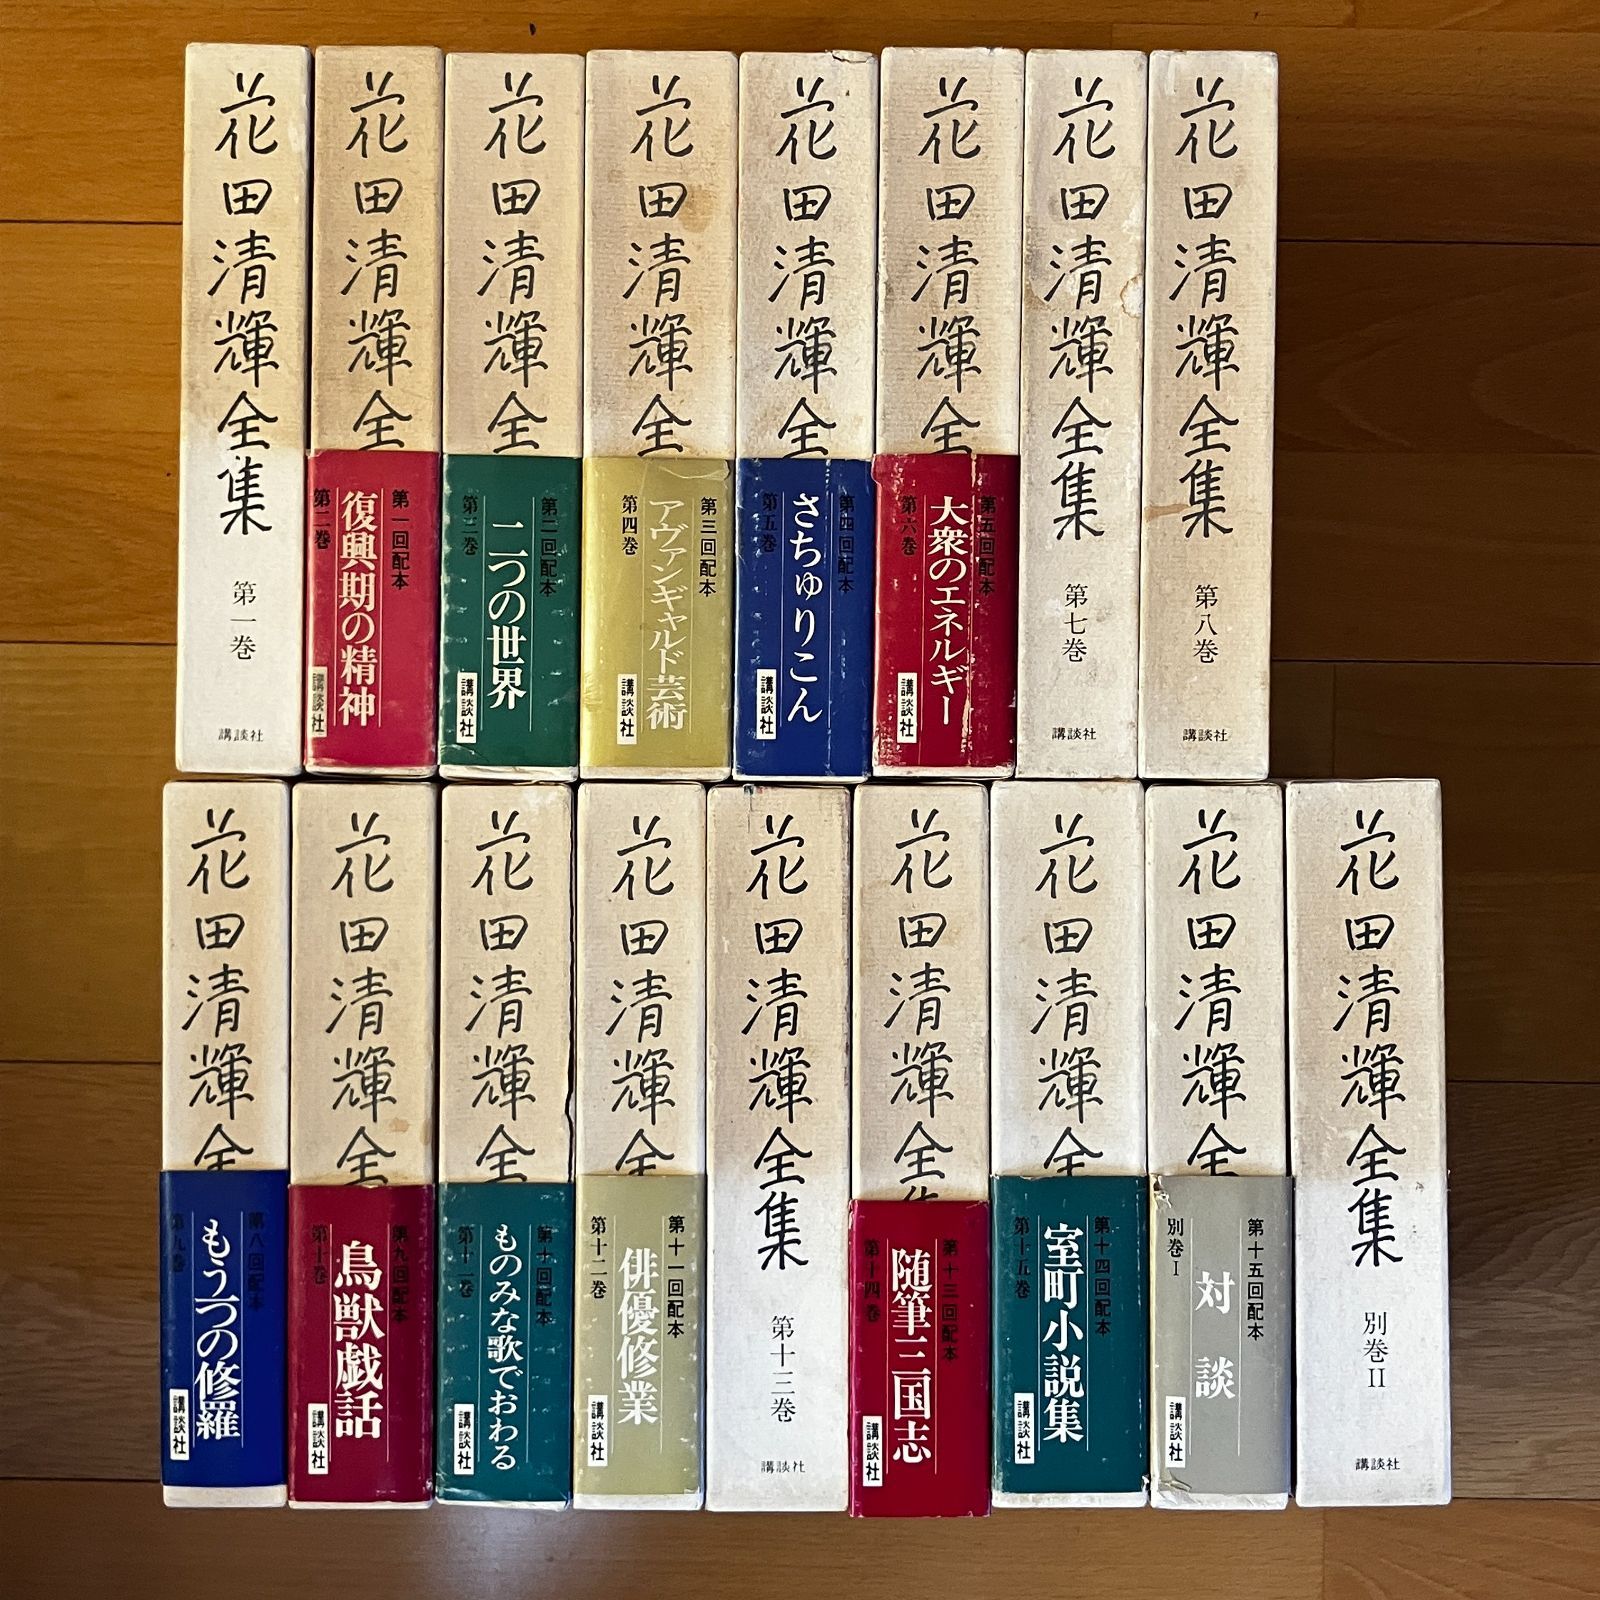 花田清輝全集 第一巻 講談社
花田清輝全
第一回配本
復興期の精神
第二巻
講談社
花田清輝全
第二回配本
二つの世界
第三巻
講談社
花田清輝全
第三回配本
アヴァンギャルド芸術
第四巻
講談社
花田清輝全
第四回配本
さちゅりこん
第五巻
講談社
花田清輝全
第五回配本
大衆のエネルギー
第六巻
講談社
花田清輝全集 第七巻 講談社
花田清輝全集 第八巻 講談社
花田清輝全
第八回配本
もう一つの修羅
第九巻
講談社
花田清輝全
第九回配本
鳥獣戯話
第十巻
講談社
花田清輝全
第十回配本
ものみな歌でおわる
第十一巻
講談社
花田清輝全
第十一回配本
俳優修業
第十二巻
講談社
花田清輝全集 第十三巻 講談社
花田清輝全
第十三回配本
随筆三国志
第十四巻
講談社
花田清輝全
第十四回配本
室町小説集
第十五巻
講談社
花田清輝全
第十五回配本
対談
別巻I
講談社
花田清輝全集 別巻II 講談社